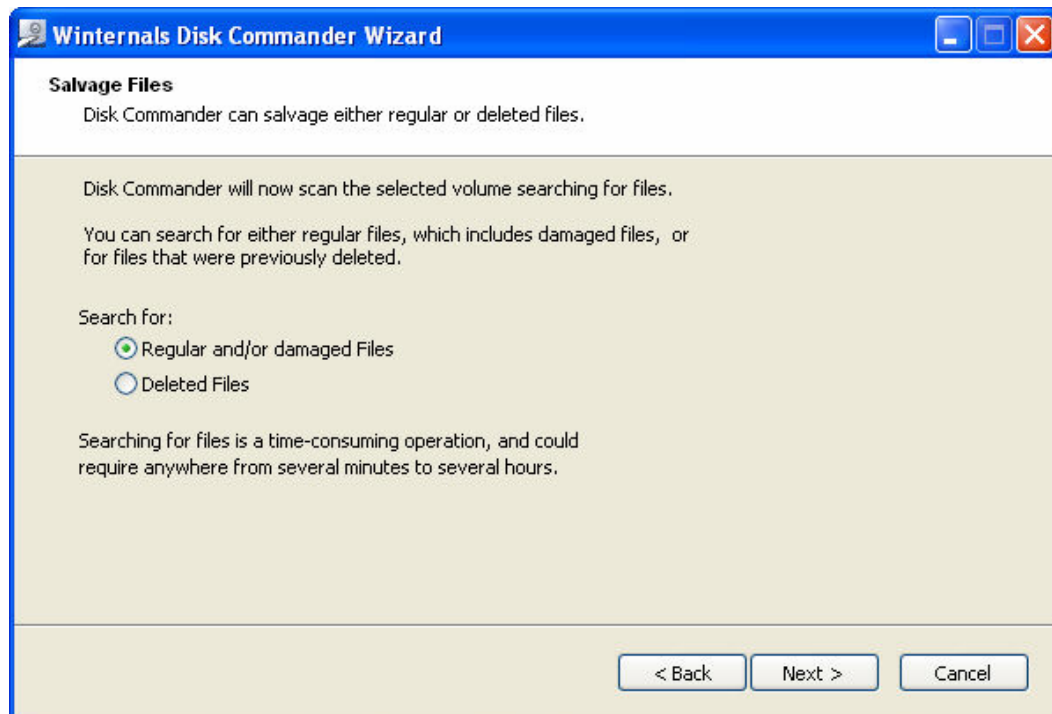 Winternals Disk Commander Wizard
Salvage Files
Disk Commander can salvage either regular or deleted files.
Disk Commander will now scan the selected volume searching for files.
You can search for either regular files, which includes damaged files,  or
for files that were previously deleted.
Search for:
Regular and/or damaged Files
Deleted Files
Searching for files is a time-consuming operation, and could
require anywhere from several minutes to several hours.
< Back
Next >
Cancel